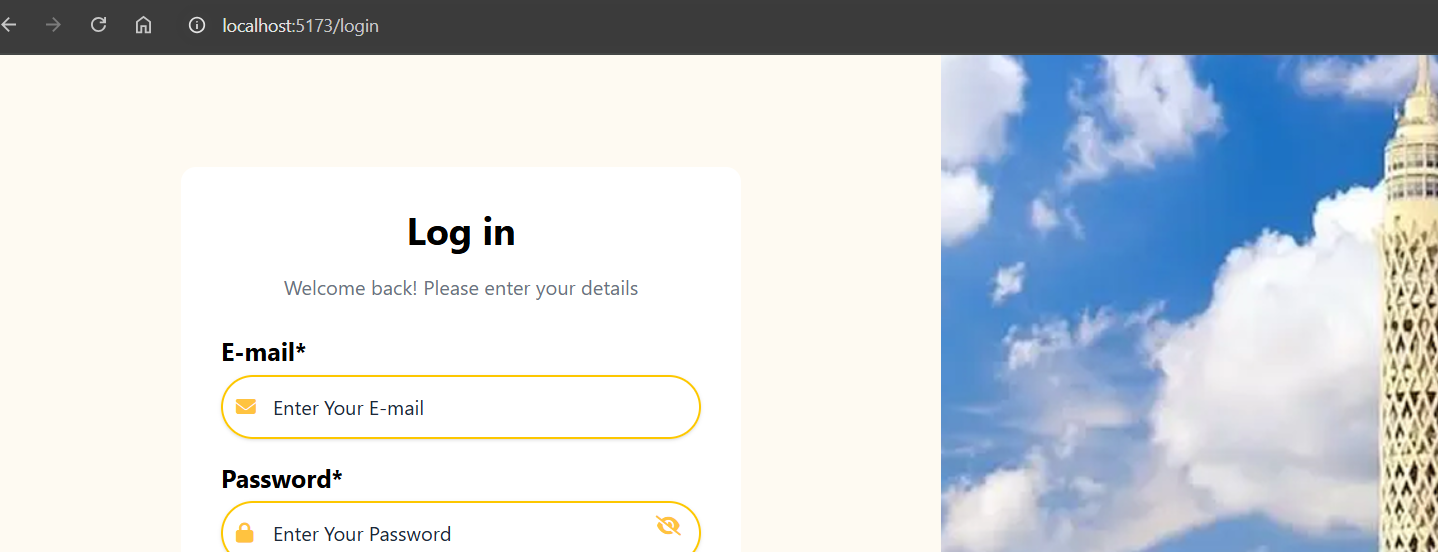 localhost:5173/login
Log in
Welcome back! Please enter your details
E-mail*
Enter Your E-mail
Password*
Enter Your Password